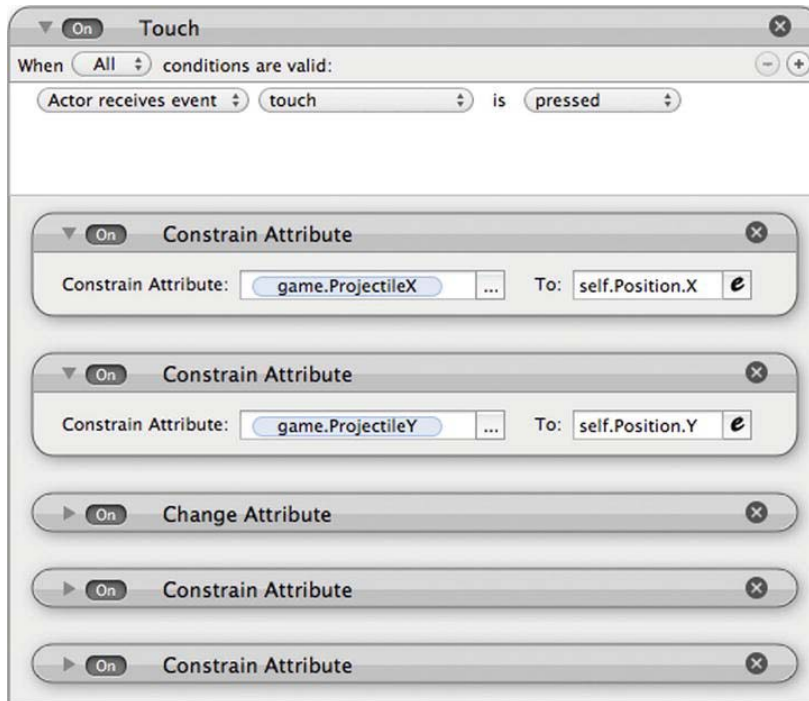 On Touch
When All conditions are valid:
Actor receives event touch is pressed
On Constrain Attribute
Constrain Attribute: game.ProjectileX ... To: self.Position.X e
On Constrain Attribute
Constrain Attribute: game.ProjectileY ... To: self.Position.Y e
On Change Attribute
On Constrain Attribute
On Constrain Attribute